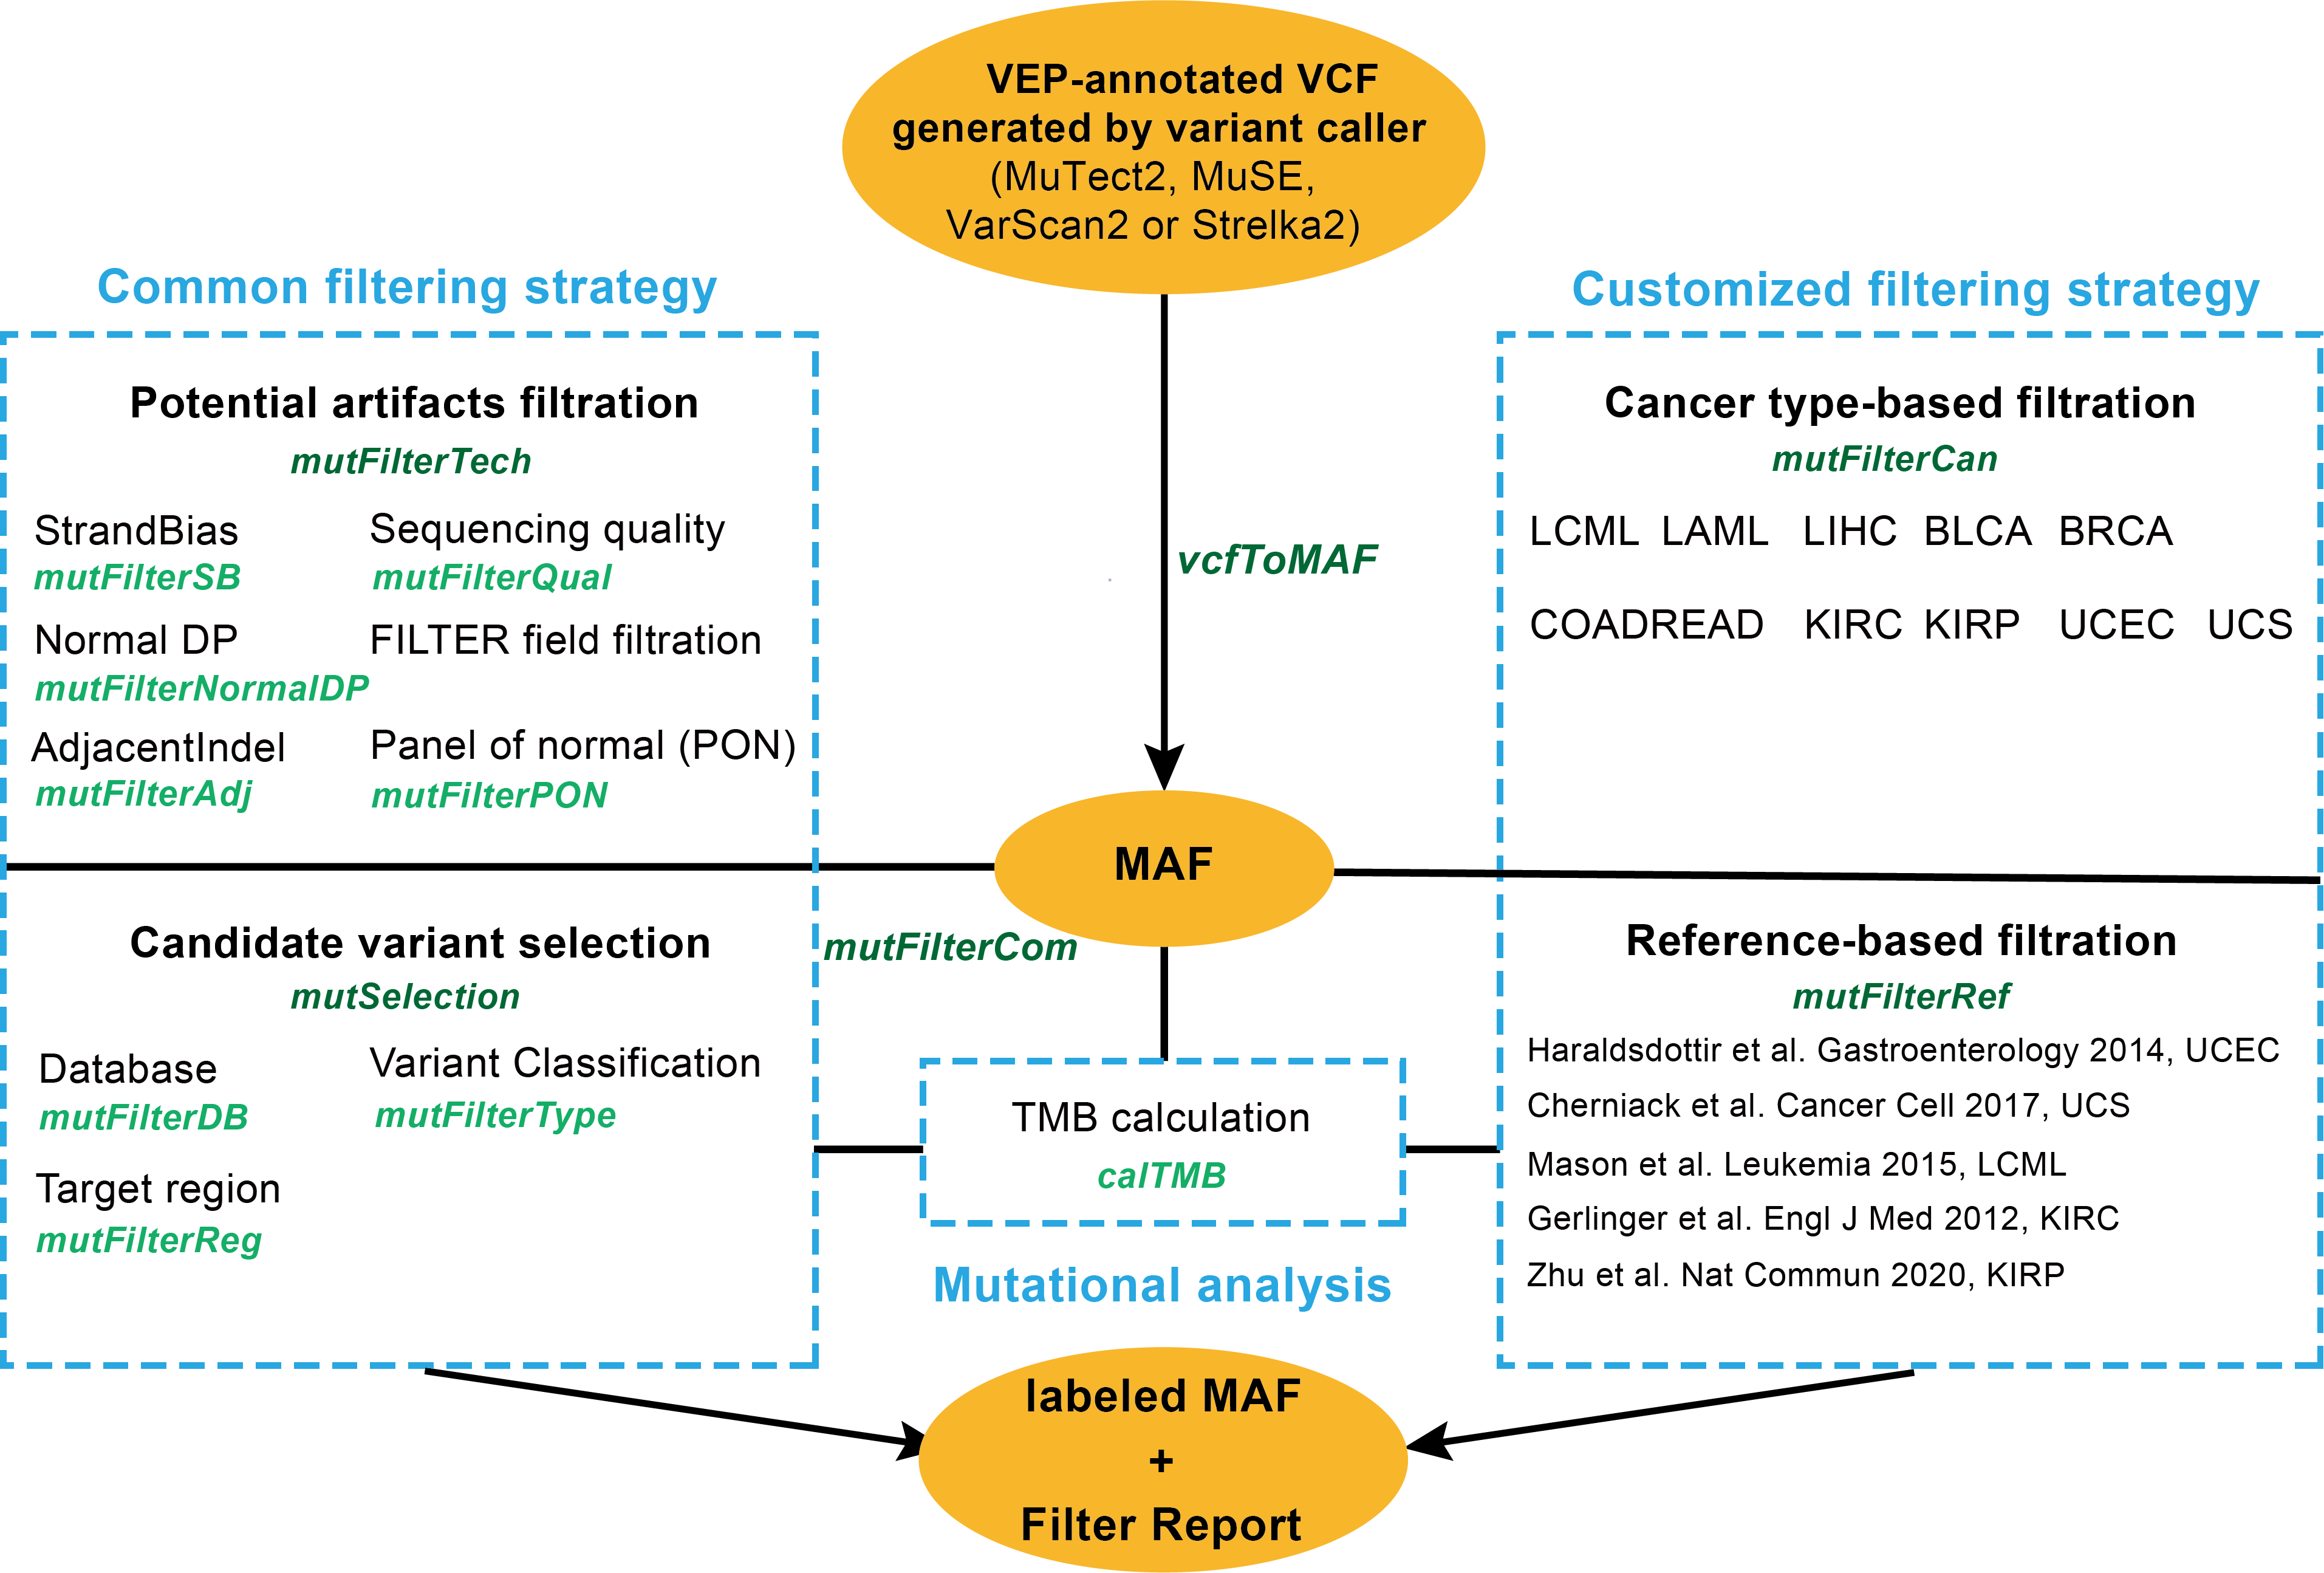 VEP-annotated VCF
generated by variant caller
(MuTect2, MuSE,
VarScan2 or Strelka2)
Common filtering strategy
Potential artifacts filtration
mutFilterTech
StrandBias
mutFilterSB
Sequencing quality
mutFilterQual
Normal DP
mutFilterNormalDP
FILTER field filtration
AdjacentIndel
mutFilterAdj
Panel of normal (PON)
mutFilterPON
Candidate variant selection
mutSelection
Database
mutFilterDB
Variant Classification
mutFilterType
Target region
mutFilterReg
vcfToMAF
MAF
mutFilterCom
TMB calculation
calTMB
Mutational analysis
Customized filtering strategy
Cancer type-based filtration
mutFilterCan
LCML LAML LIHC BLCA BRCA
COADREAD KIRC KIRP UCEC UCS
Reference-based filtration
mutFilterRef
Haraldsdottir et al. Gastroenterology 2014, UCEC
Cherniack et al. Cancer Cell 2017, UCS
Mason et al. Leukemia 2015, LCML
Gerlinger et al. Engl J Med 2012, KIRC
Zhu et al. Nat Commun 2020, KIRP
labeled MAF
+
Filter Report